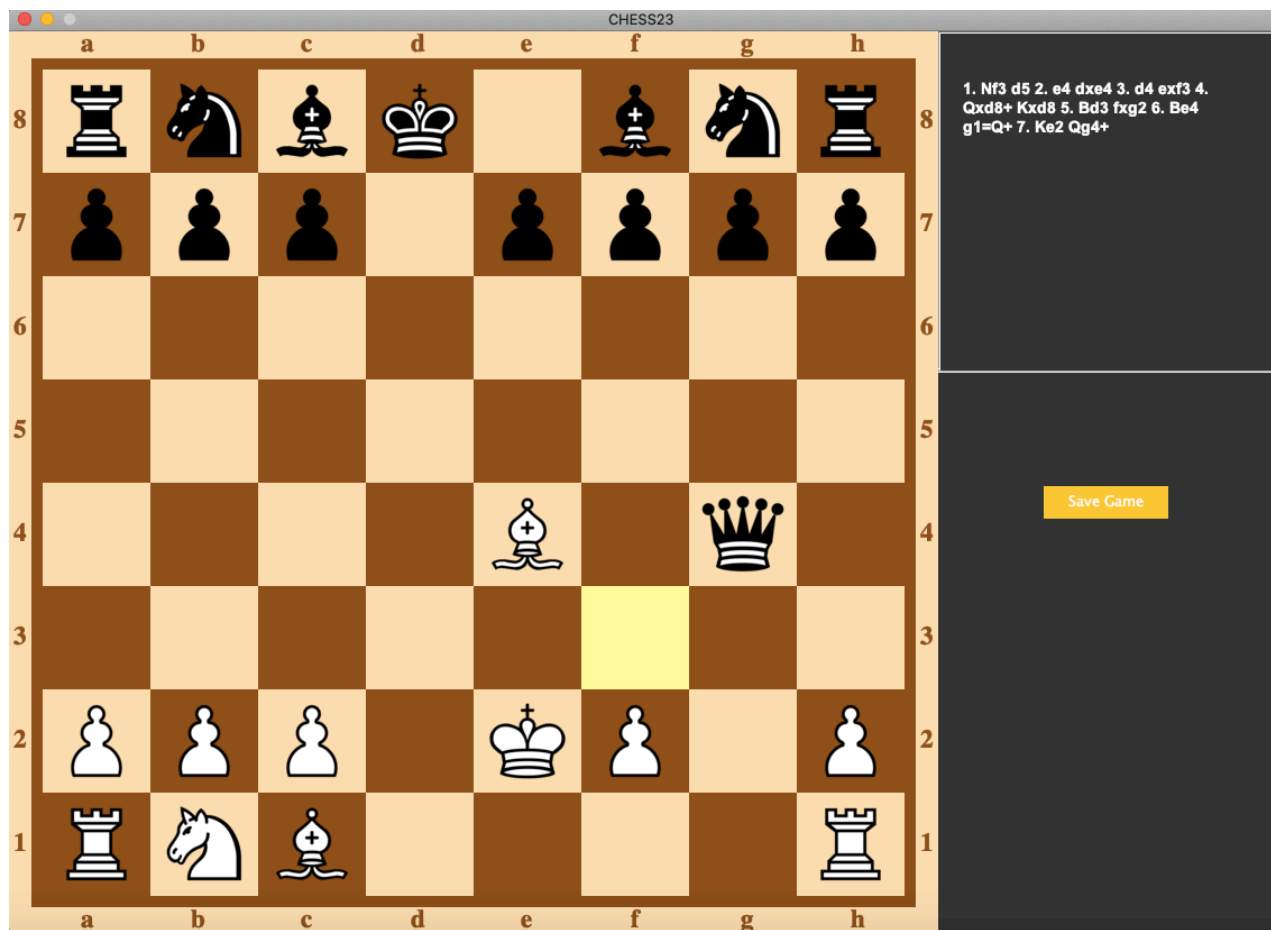 CHESS23
a b c d e f g h
8 8
7 7
6 6
5 5
4 4
3 3
2 2
1 1
a b c d e f g h
1. Nf3 d5 2. e4 dxe4 3. d4 exf3 4.
Qxd8+ Kxd8 5. Bd3 fxg2 6. Be4
g1=Q+ 7. Ke2 Qg4+
Save Game